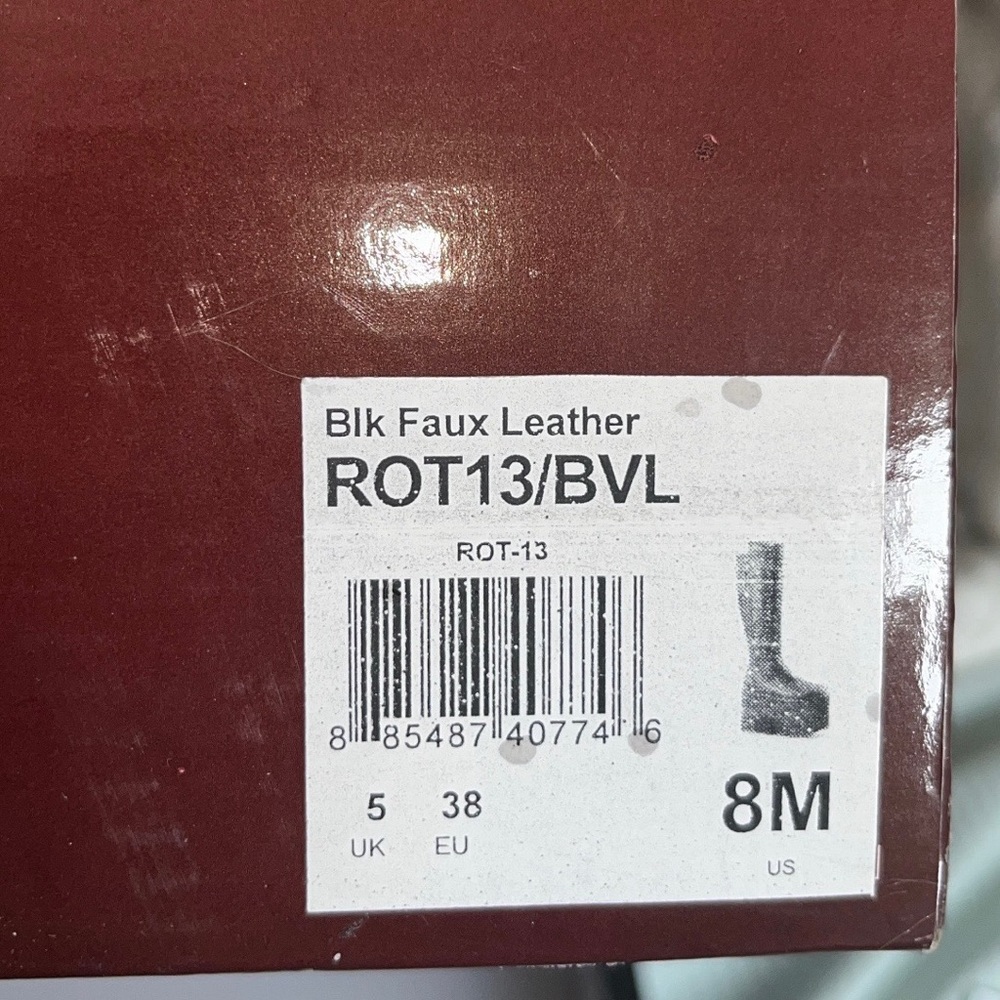 Blk Faux Leather
ROT13/BVL
ROT-13
8 85487 40774 6
5 38
UK EU
8M
US